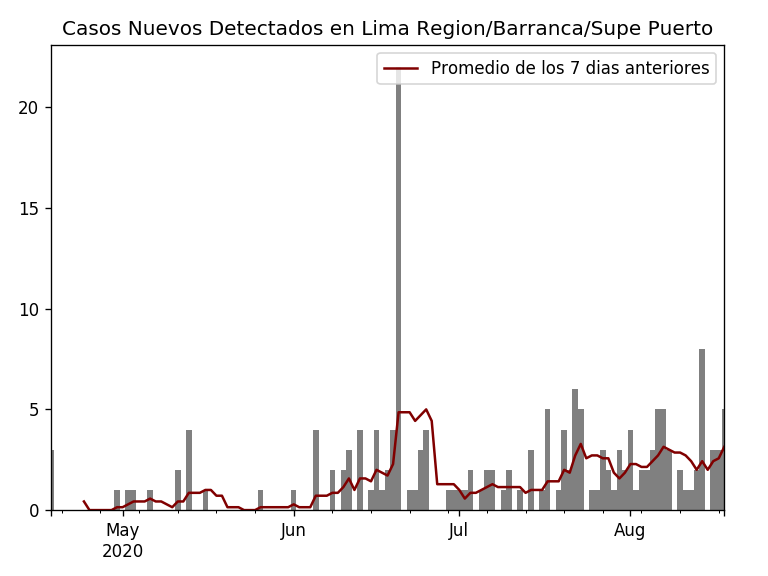 Casos Nuevos Detectados en Lima Region/Barranca/Supe Puerto
Promedio de los 7 dias anteriores
20
15
10
5
0
May Jun Jul Aug
2020